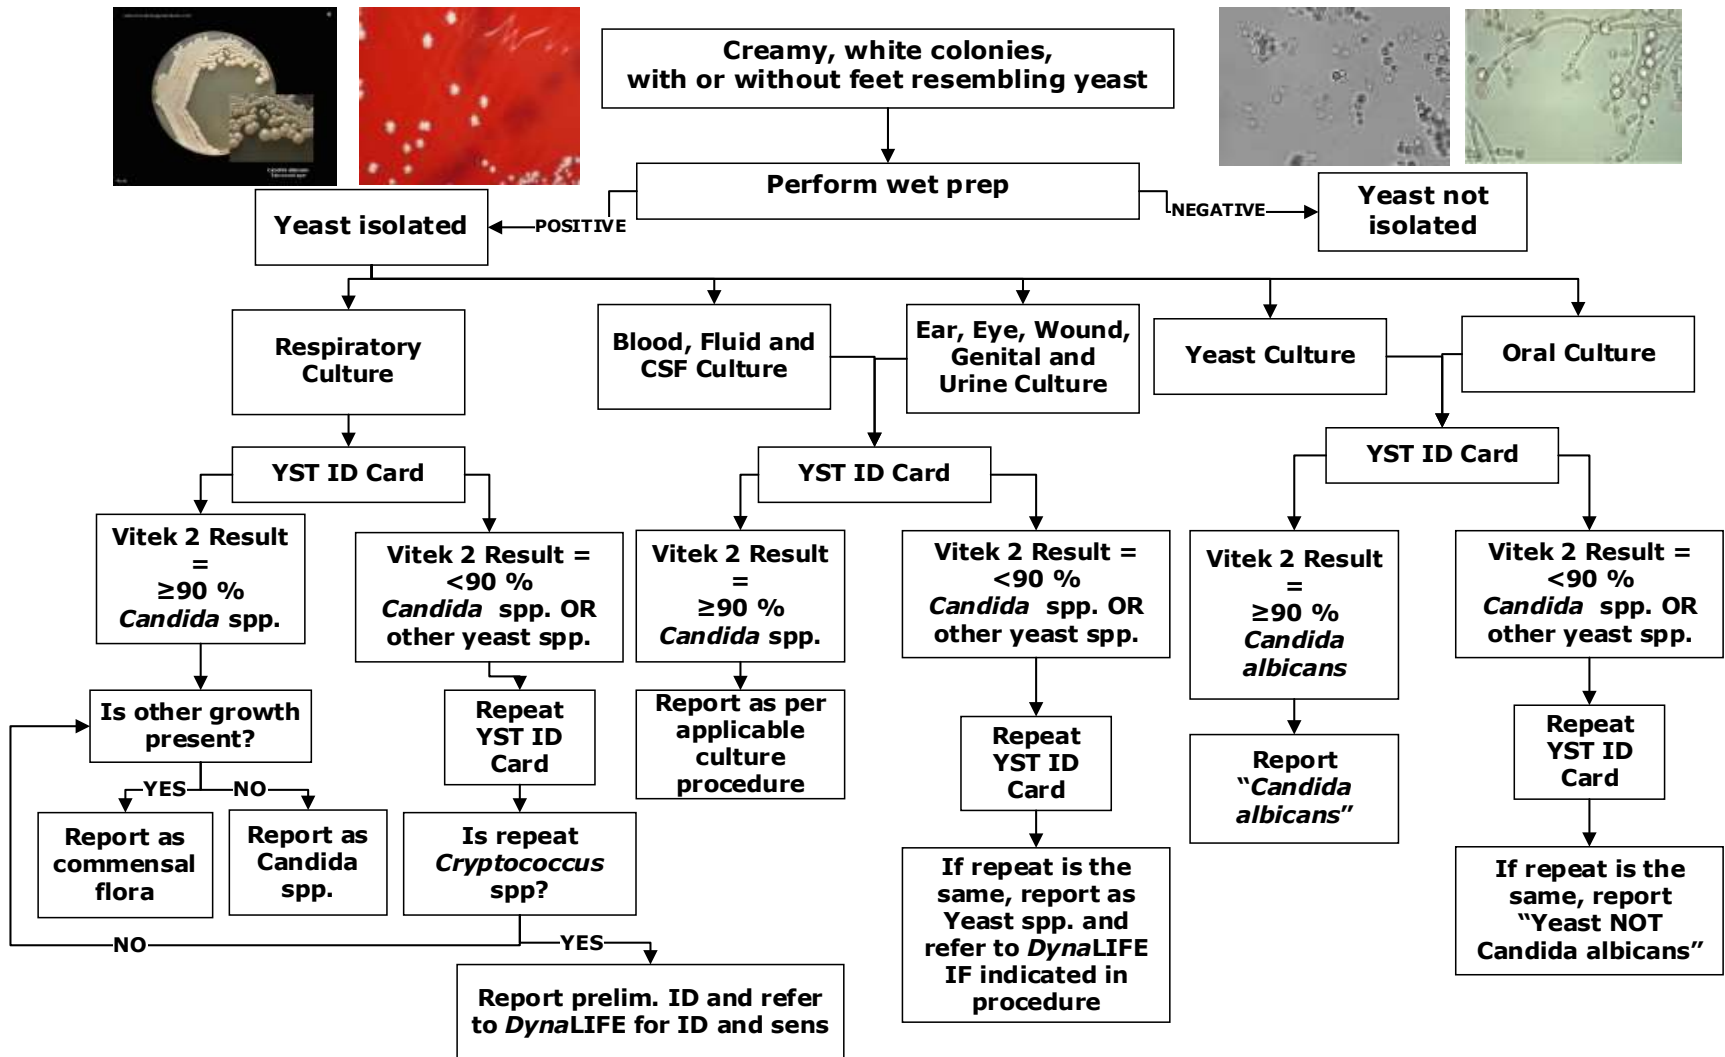 Creamy, white colonies,
with or without feet resembling yeast
Perform wet prep
POSITIVE
NEGATIVE
Yeast isolated
Yeast not
isolated
Respiratory
Culture
Blood, Fluid and
CSF Culture
Ear, Eye, Wound,
Genital and
Urine Culture
Yeast Culture
Oral Culture
YST ID Card
YST ID Card
YST ID Card
Vitek 2 Result
=
≥90 %
Candida spp.
Vitek 2 Result =
<90 %
Candida spp. OR
other yeast spp.
Vitek 2 Result
=
≥90 %
Candida spp.
Vitek 2 Result =
<90 %
Candida spp. OR
other yeast spp.
Vitek 2 Result
=
≥90 %
Candida
albicans
Vitek 2 Result =
<90 %
Candida spp. OR
other yeast spp.
Is other growth
present?
YES
NO
Report as
commensal
flora
Report as
Candida
spp.
Repeat
YST ID
Card
Is repeat
Cryptococcus
spp?
NO
YES
Report prelim. ID and refer
to DynaLIFE for ID and sens
Report as per
applicable
culture
procedure
Repeat
YST ID
Card
If repeat is the
same, report as
Yeast spp. and
refer to DynaLIFE
IF indicated in
procedure
Report
“Candida
albicans”
Repeat
YST ID
Card
If repeat is the
same, report
“Yeast NOT
Candida albicans”